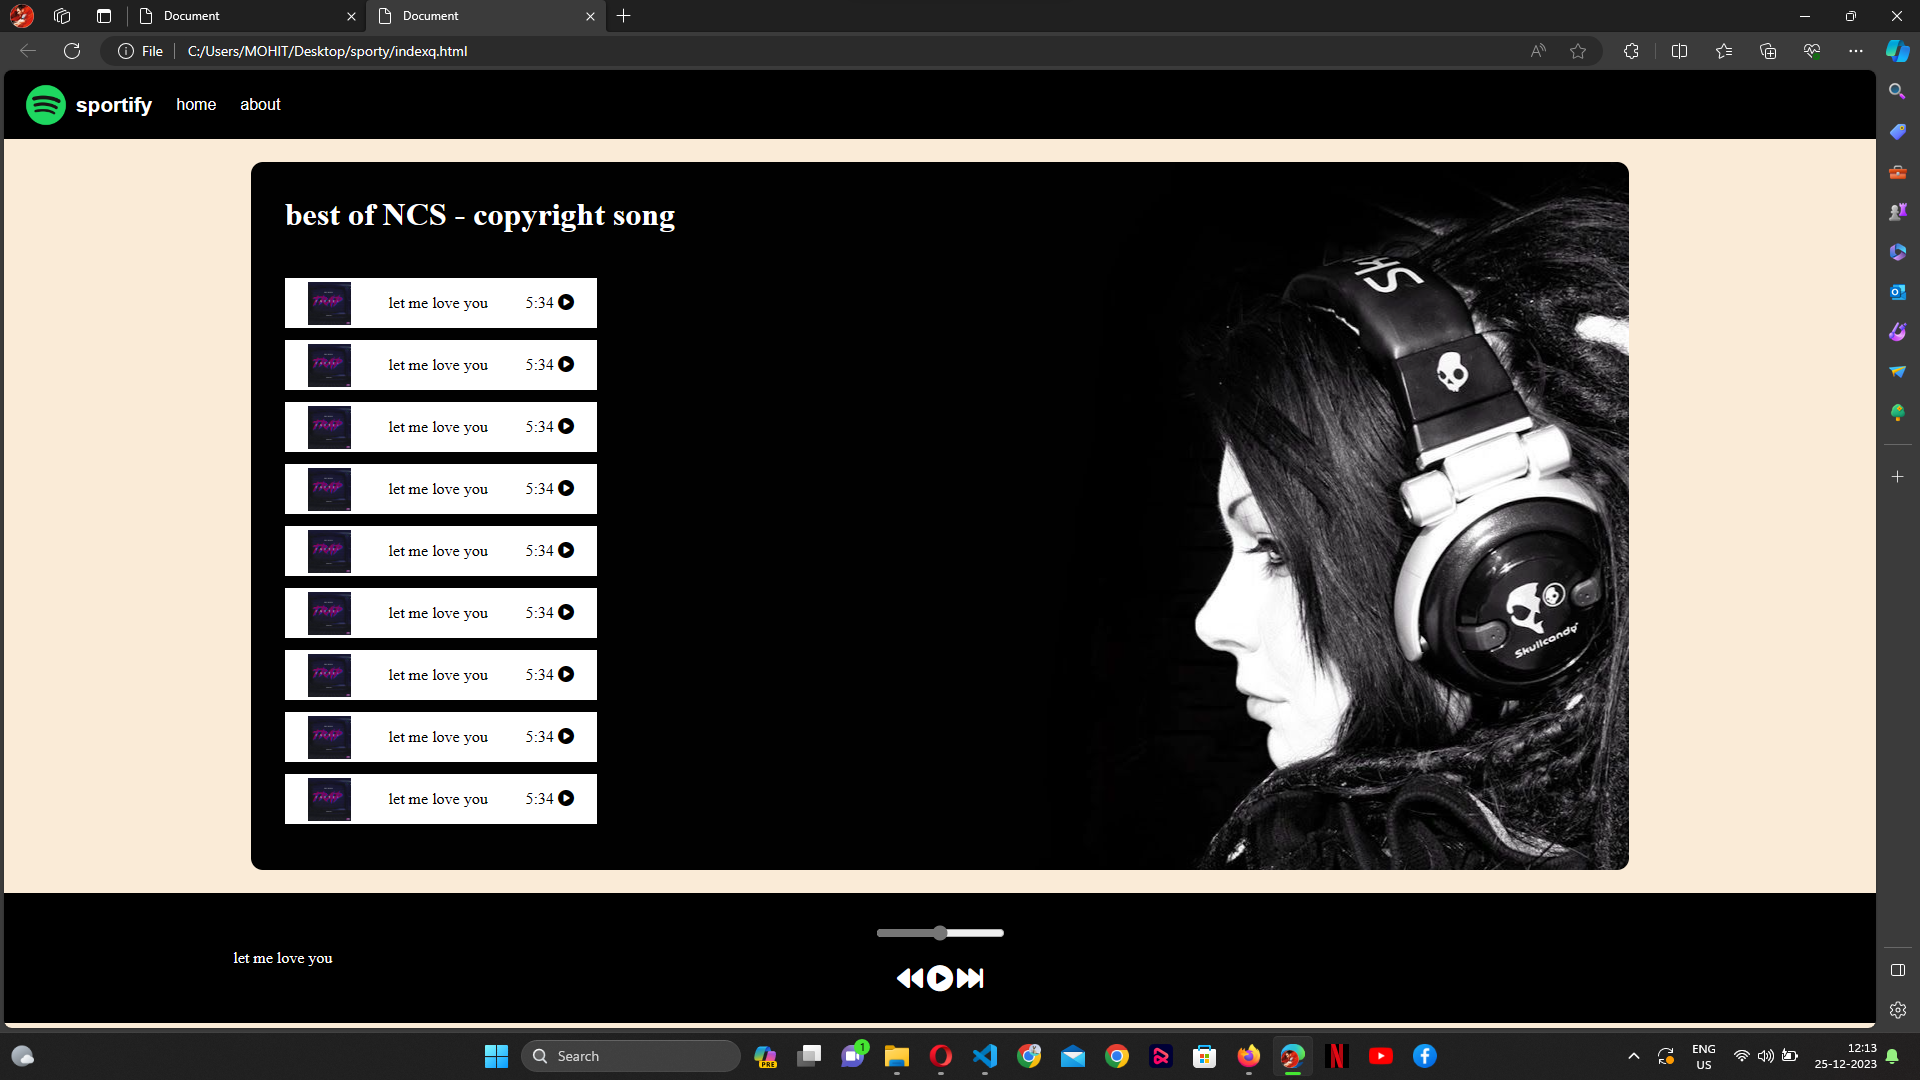 Document
Document
File
C:/Users/MOHIT/Desktop/sporty/indexq.html
sportify home about
best of NCS - copyright song
let me love you 5:34
let me love you 5:34
let me love you 5:34
let me love you 5:34
let me love you 5:34
let me love you 5:34
let me love you 5:34
let me love you 5:34
let me love you 5:34
Skullcandy
let me love you
Search
PRE
1
ENG
US
12:13
25-12-2023